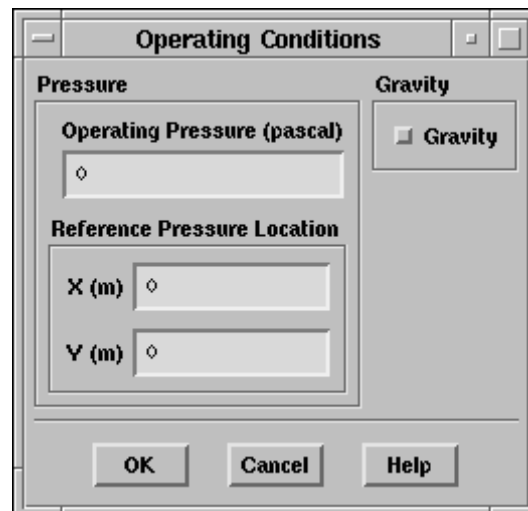 Operating Conditions
Pressure
Gravity
Operating Pressure (pascal)
Gravity
0
Reference Pressure Location
X (m) 0
Y (m) 0
OK Cancel Help